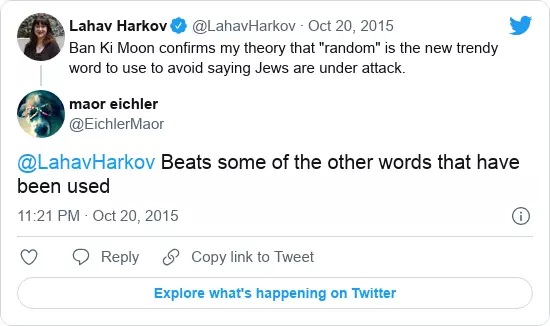 Lahav Harkov @LahavHarkov · Oct 20, 2015
Ban Ki Moon confirms my theory that "random" is the new trendy
word to use to avoid saying Jews are under attack.
maor eichler
@EichlerMaor
@LahavHarkov Beats some of the other words that have
been used
11:21 PM · Oct 20, 2015
Reply Copy link to Tweet
Explore what's happening on Twitter